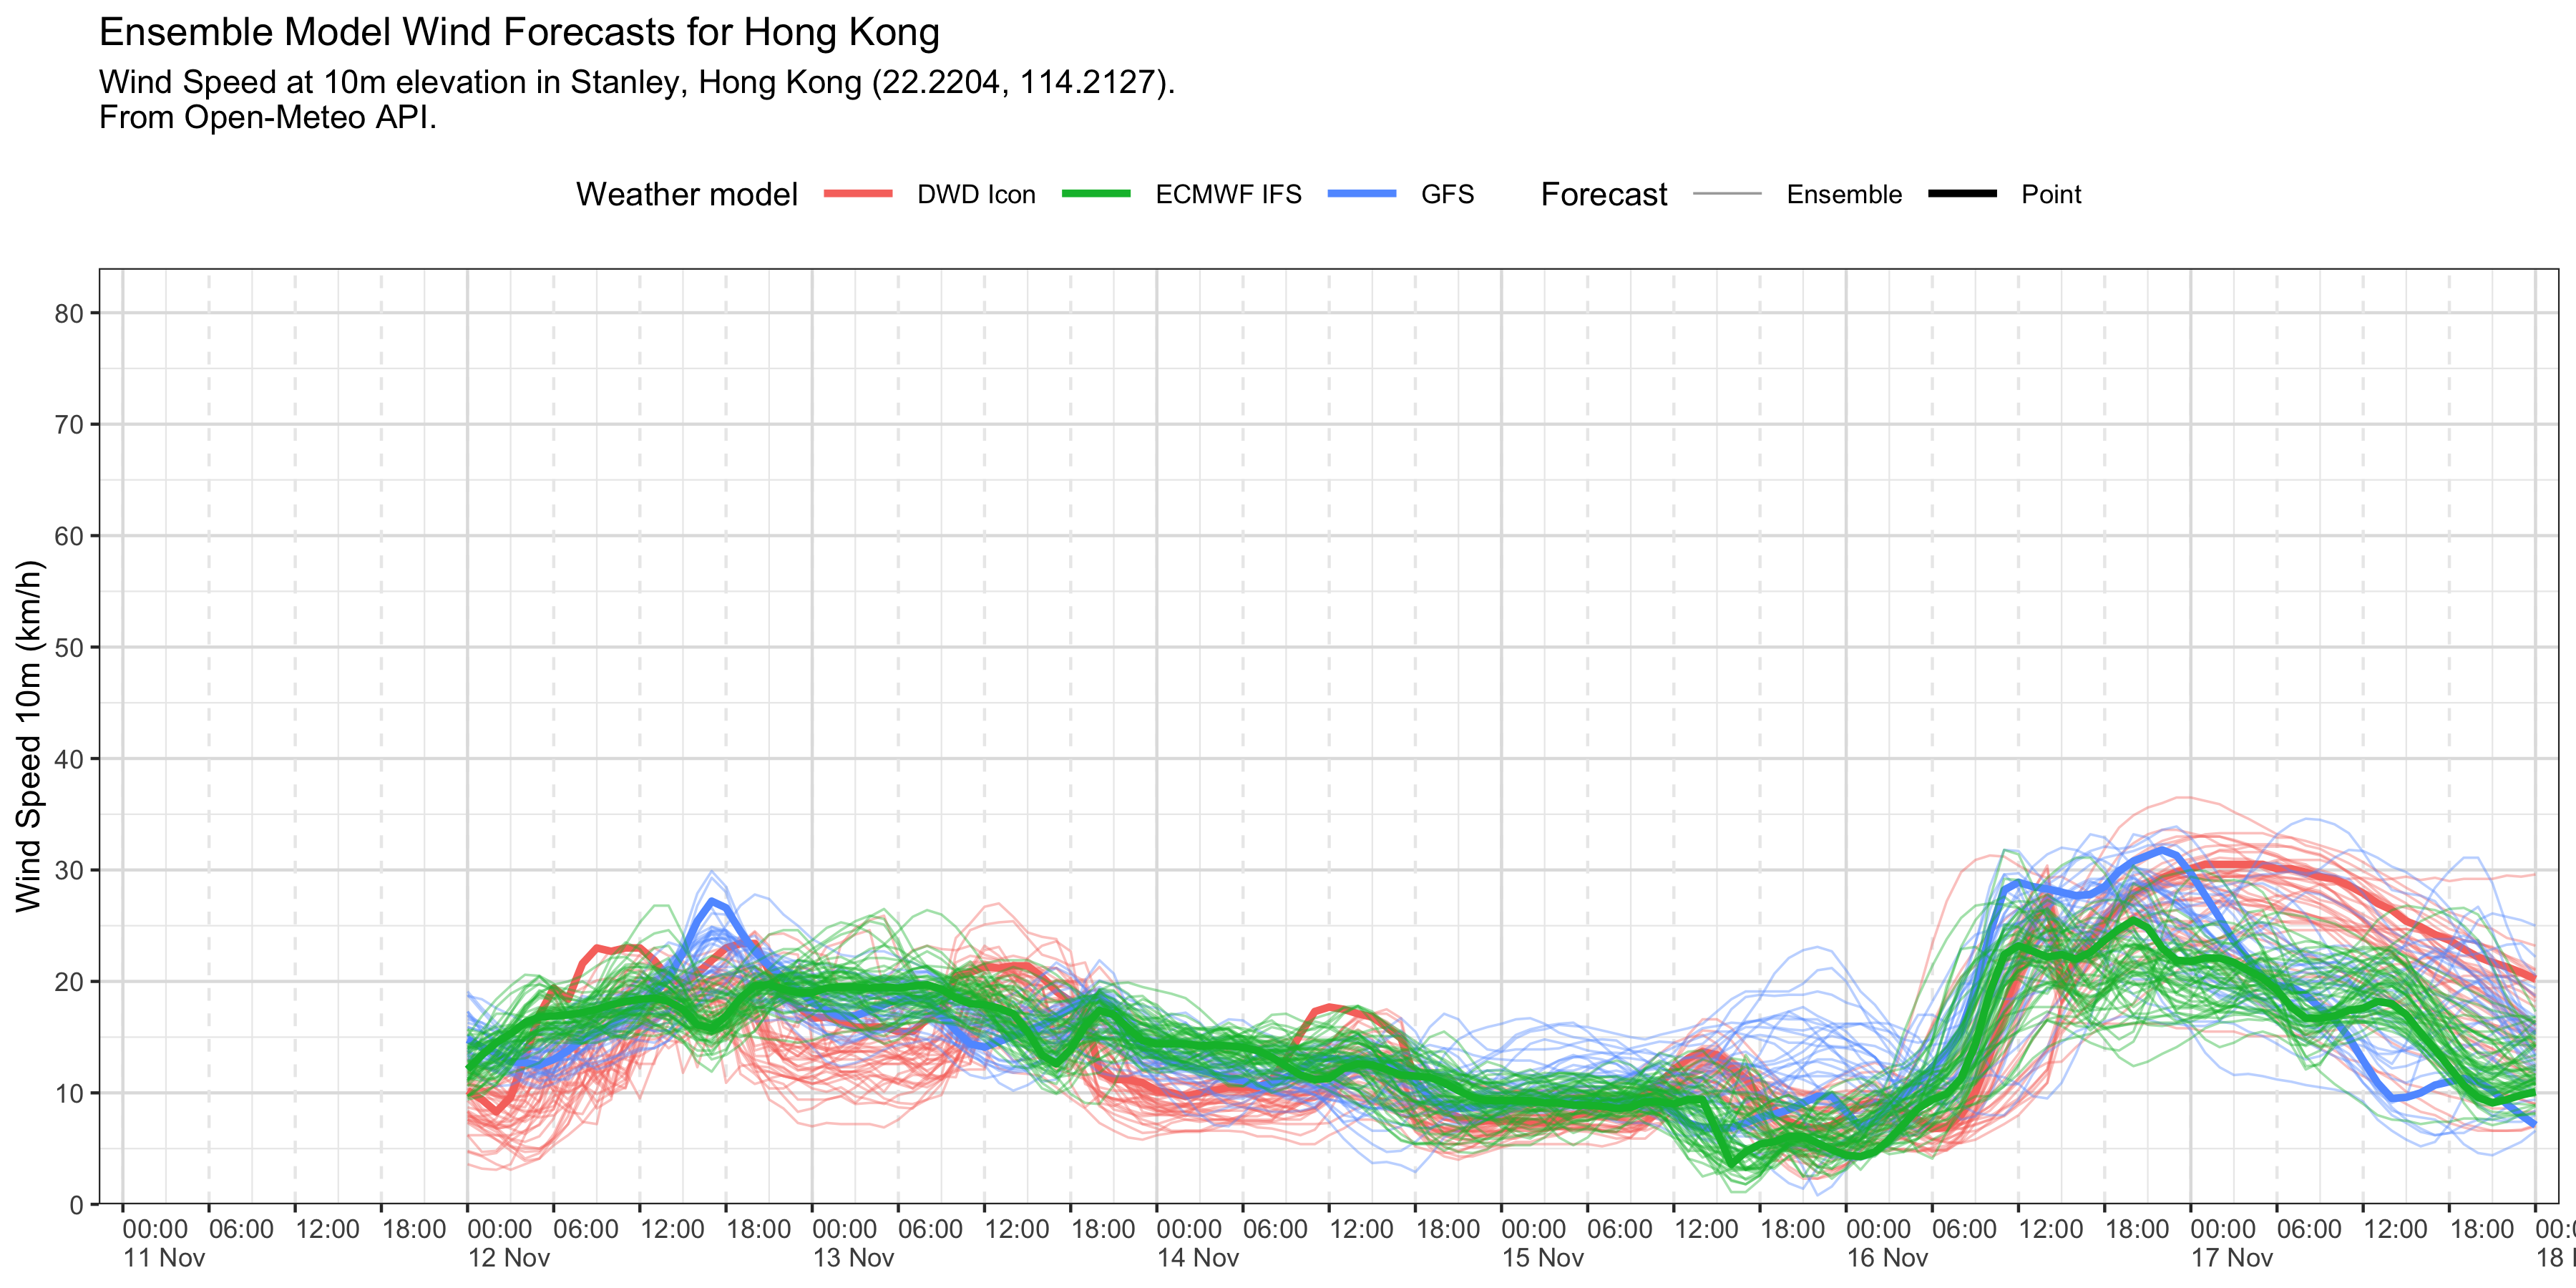 Ensemble Model Wind Forecasts for Hong Kong
Wind Speed at 10m elevation in Stanley, Hong Kong (22.2204, 114.2127).
From Open-Meteo API.
Weather model DWD Icon ECMWF IFS GFS Forecast Ensemble Point
Wind Speed 10m (km/h)
80
70
60
50
40
30
20
10
0
00:00 06:00 12:00 18:00 00:00 06:00 12:00 18:00 00:00 06:00 12:00 18:00 00:00 06:00 12:00 18:00 00:00 06:00 12:00 18:00 00:00 06:00 12:00 18:00 00:00 06:00 12:00 18:00
11 Nov 12 Nov 13 Nov 14 Nov 15 Nov 16 Nov 17 Nov 18